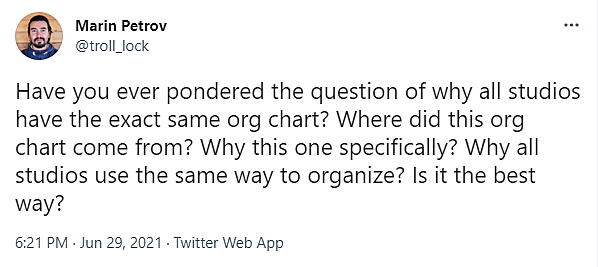 Marin Petrov
@troll_lock
Have you ever pondered the question of why all studios
have the exact same org chart? Where did this org
chart come from? Why this one specifically? Why all
studios use the same way to organize? Is it the best
way?
6:21 PM · Jun 29, 2021 · Twitter Web App